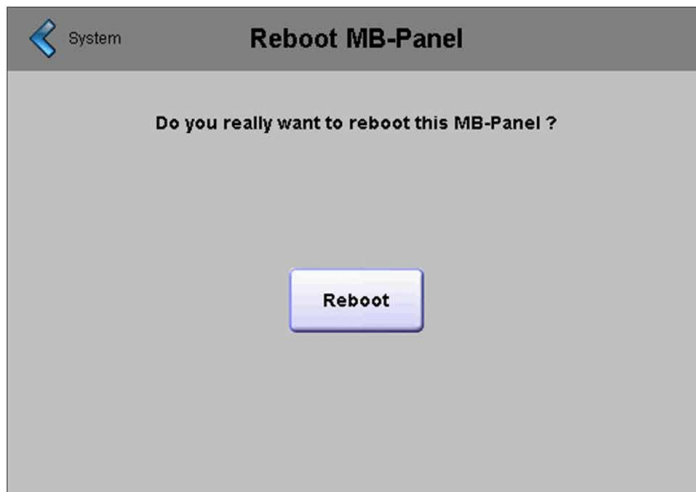 System
Reboot MB-Panel
Do you really want to reboot this MB-Panel ?
Reboot